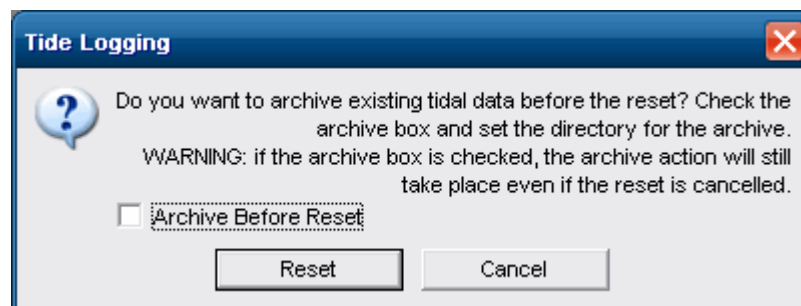 Tide Logging
Do you want to archive existing tidal data before the reset? Check the
archive box and set the directory for the archive.
WARNING: if the archive box is checked, the archive action will still
take place even if the reset is cancelled.
Archive Before Reset
Reset Cancel